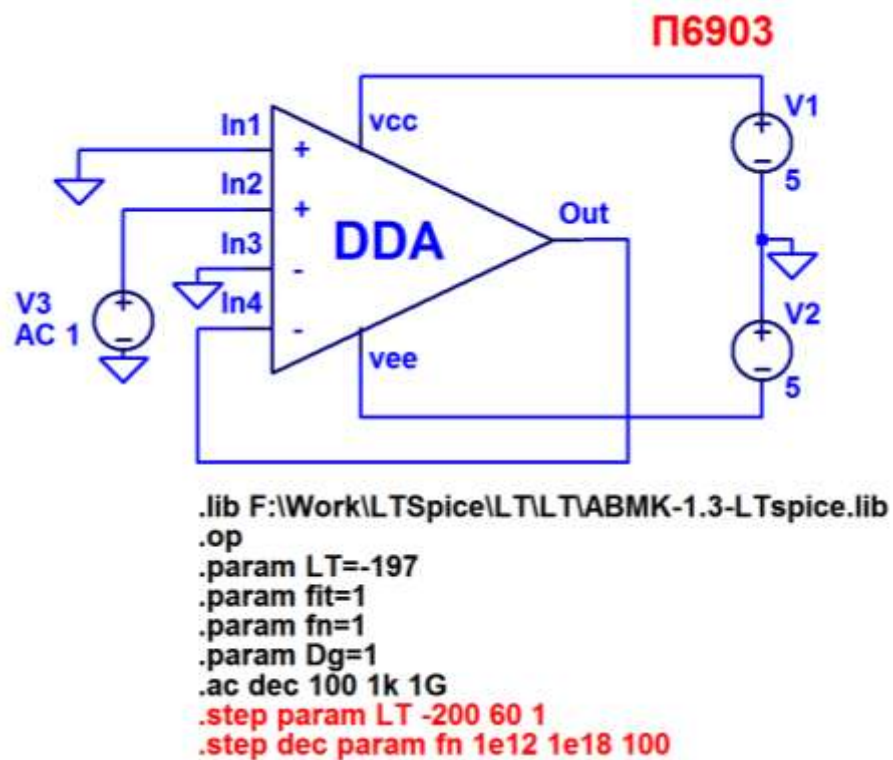 П6903
V1
vcc
In1
+
+
-
5
In2
+
Out
In3
DDA
-
V3
+
In4
V2
AC 1
-
-
+
vee
-
5
.lib F:\Work\LTSpice\LT\LT\ABMK-1.3-LTspice.lib
.op
.param LT=-197
.param fit=1
.param fn=1
.param Dg=1
.ac dec 100 1k 1G
.step param LT -200 60 1
.step dec param fn 1e12 1e18 100